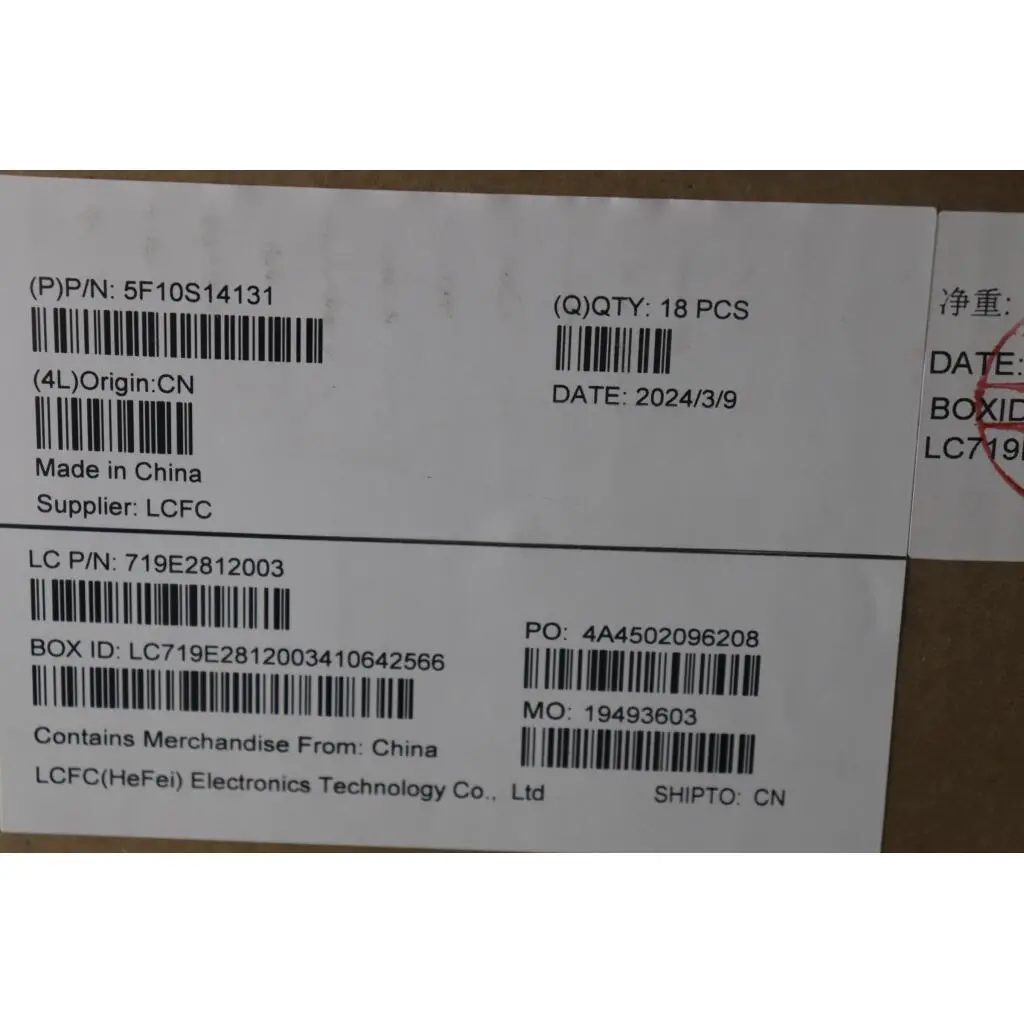 (P)P/N: 5F10S14131
(4L)Origin:CN
Made in China
Supplier: LCFC
(Q)QTY: 18 PCS
DATE: 2024/3/9
LC P/N: 719E2812003
BOX ID: LC719E2812003410642566
Contains Merchandise From: China
LCFC(HeFei) Electronics Technology Co., Ltd
PO: 4A4502096208
MO: 19493603
SHIPTO: CN
净重:
DATE:
BOXID
LC719